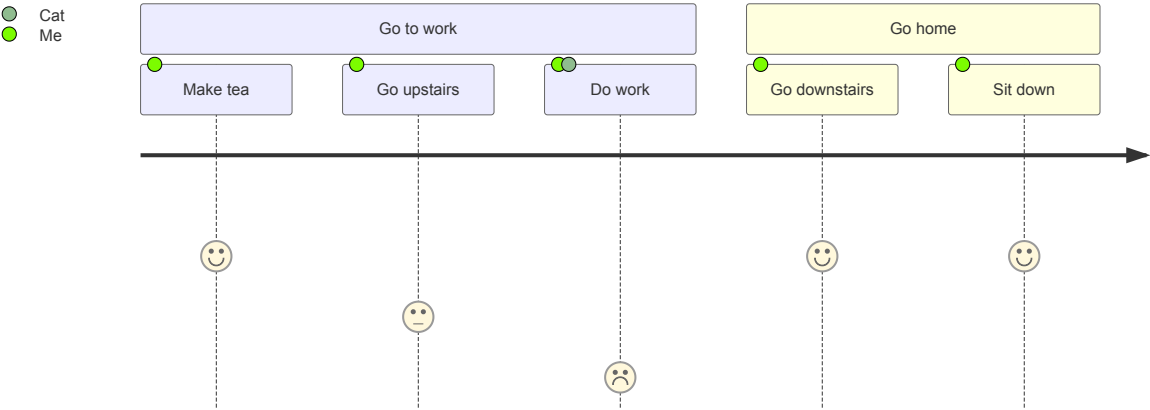 Cat
Me
Go to work
Go home
Make tea
Go upstairs
Do work
Go downstairs
Sit down